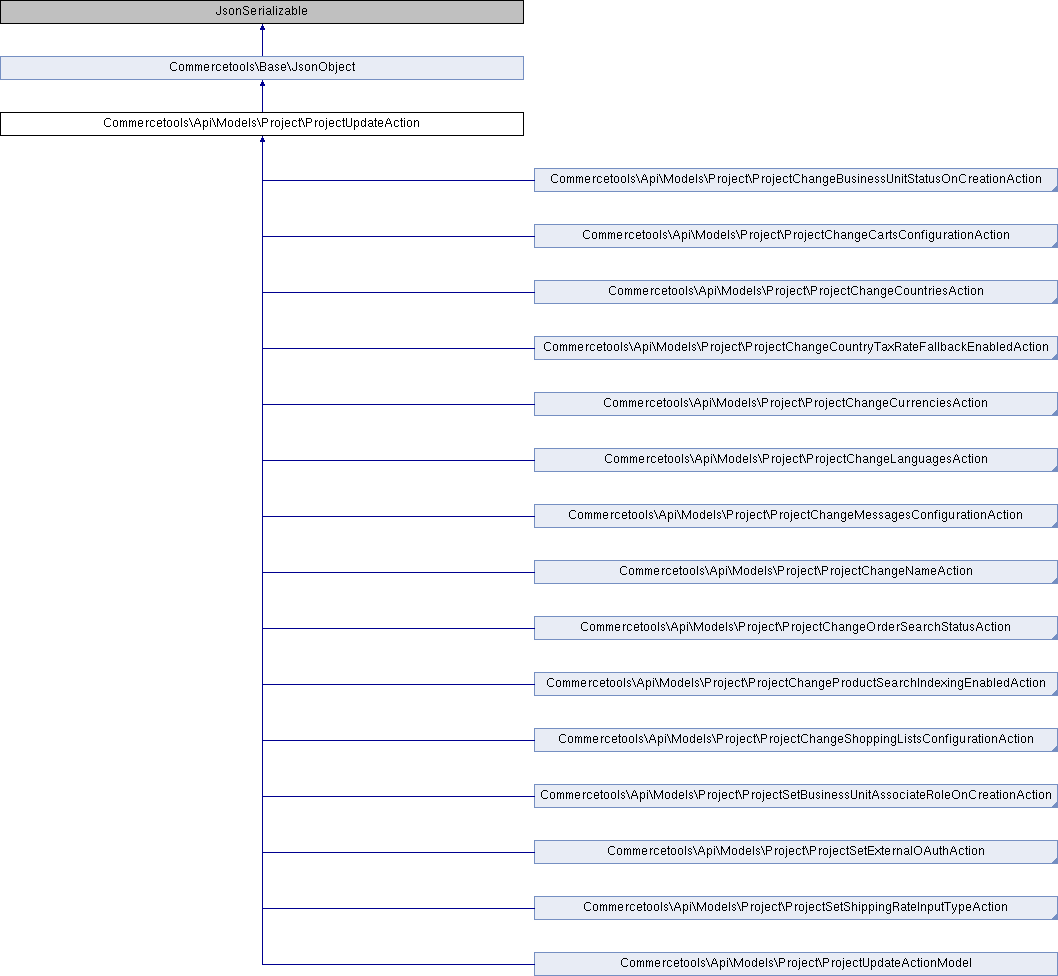 JsonSerializable
Commercetools\Base\JsonObject
Commercetools\Api\Models\Project\ProjectUpdateAction
Commercetools\Api\Models\Project\ProjectChangeBusinessUnitStatusOnCreationAction
Commercetools\Api\Models\Project\ProjectChangeCartsConfigurationAction
Commercetools\Api\Models\Project\ProjectChangeCountriesAction
Commercetools\Api\Models\Project\ProjectChangeCountryTaxRateFallbackEnabledAction
Commercetools\Api\Models\Project\ProjectChangeCurrenciesAction
Commercetools\Api\Models\Project\ProjectChangeLanguagesAction
Commercetools\Api\Models\Project\ProjectChangeMessagesConfigurationAction
Commercetools\Api\Models\Project\ProjectChangeNameAction
Commercetools\Api\Models\Project\ProjectChangeOrderSearchStatusAction
Commercetools\Api\Models\Project\ProjectChangeProductSearchIndexingEnabledAction
Commercetools\Api\Models\Project\ProjectChangeShoppingListsConfigurationAction
Commercetools\Api\Models\Project\ProjectSetBusinessUnitAssociateRoleOnCreationAction
Commercetools\Api\Models\Project\ProjectSetExternalOAuthAction
Commercetools\Api\Models\Project\ProjectSetShippingRateInputTypeAction
Commercetools\Api\Models\Project\ProjectUpdateActionModel